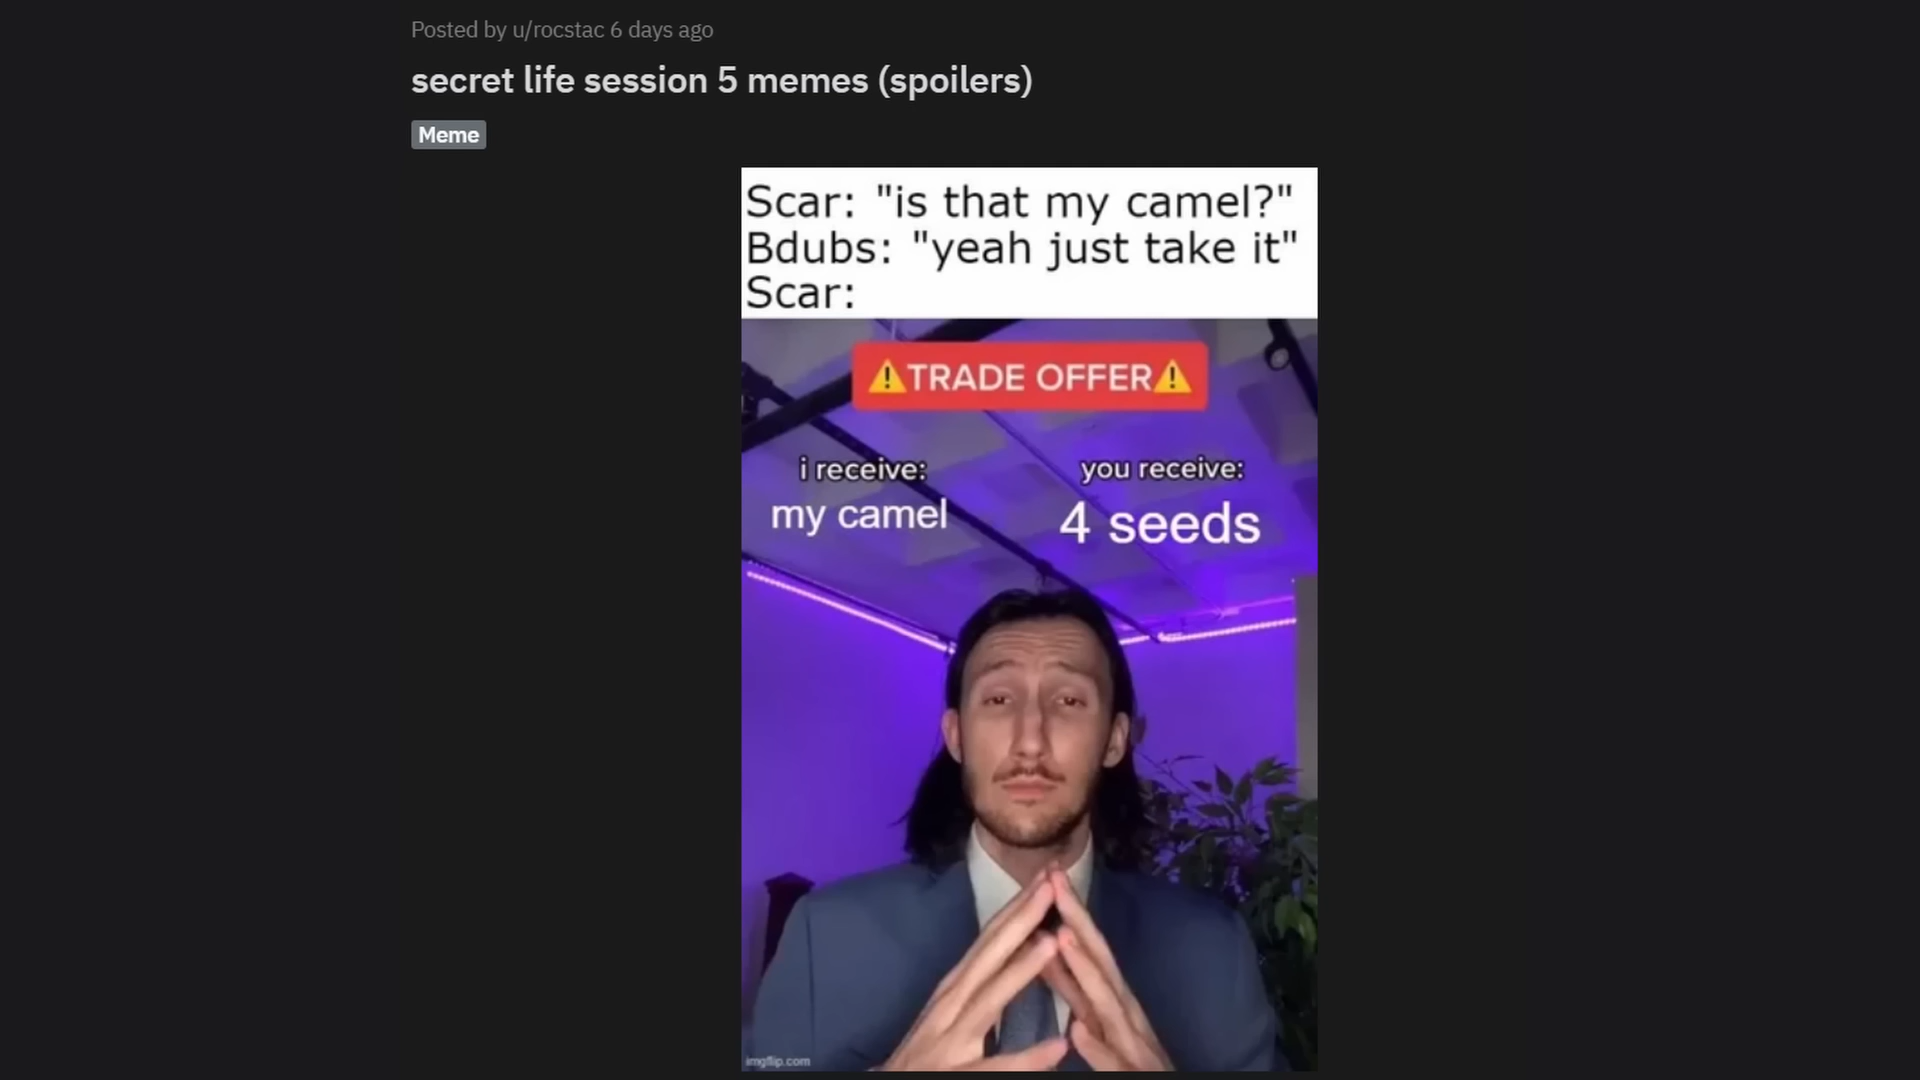 Posted by u/rocstac 6 days ago
secret life session 5 memes (spoilers)
Meme
Scar: "is that my camel?"
Bdubs: "yeah just take it"
Scar:
⚠TRADE OFFER⚠
i receive:
my camel
you receive:
4 seeds
imgflip.com